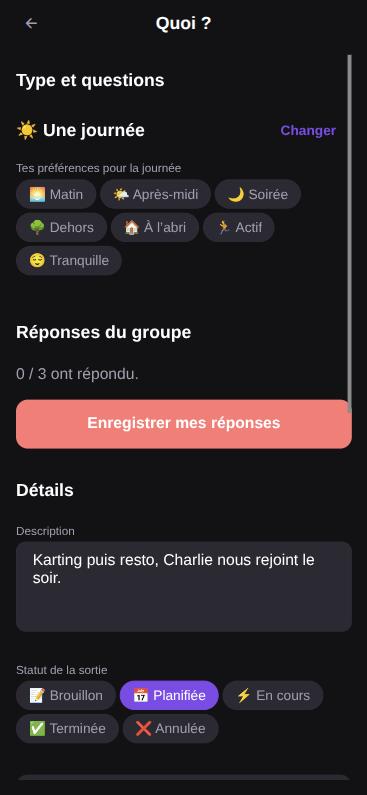 ← Quoi ?
Type et questions
☀️ Une journée Changer
Tes préférences pour la journée
🌅 Matin 🌤️ Après-midi 🌙 Soirée
🌳 Dehors 🏠 À l'abri 🏃 Actif
😌 Tranquille
Réponses du groupe
0 / 3 ont répondu.
Enregistrer mes réponses
Détails
Description
Karting puis resto, Charlie nous rejoint le
soir.
Statut de la sortie
📝 Brouillon 📅 Planifiée ⚡ En cours
✅ Terminée ❌ Annulée